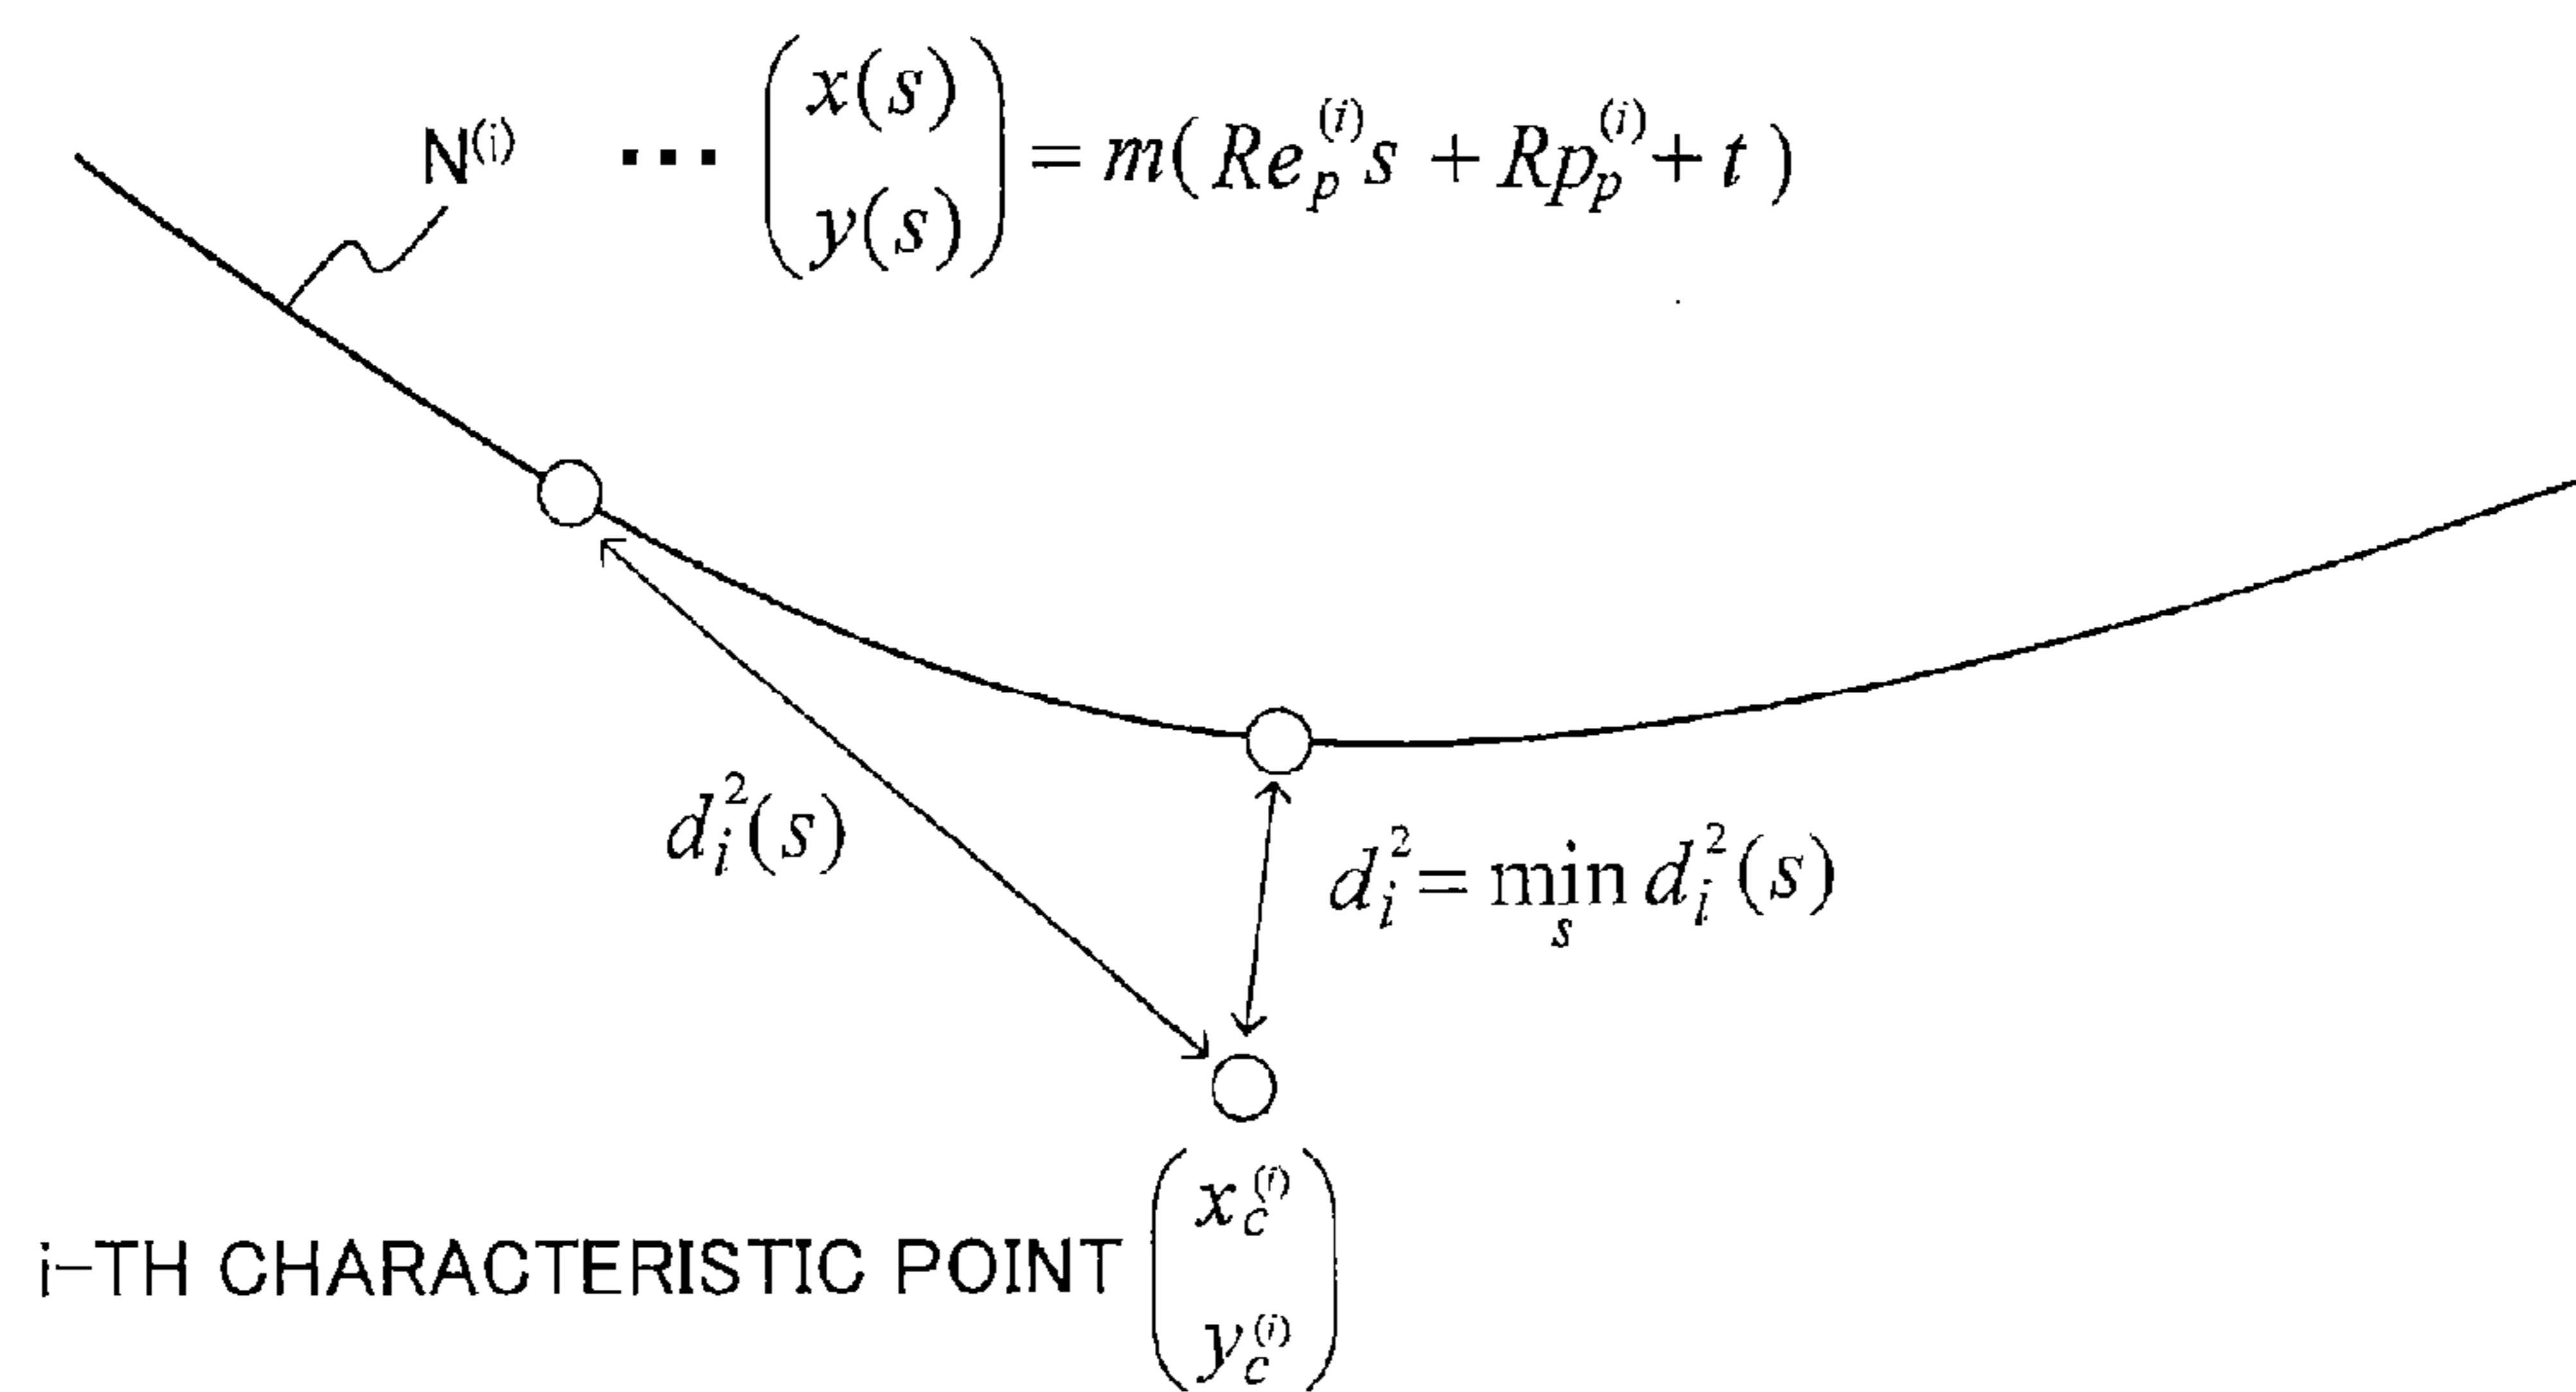 N⁽ⁱ⁾ ⋯ (x(s) y(s)) = m( Re_p^(i) s + Rp_p^(i) + t )
d_i^2(s)
d_i^2 = min_s d_i^2(s)
i-TH CHARACTERISTIC POINT (x_c^(i) y_c^(i))